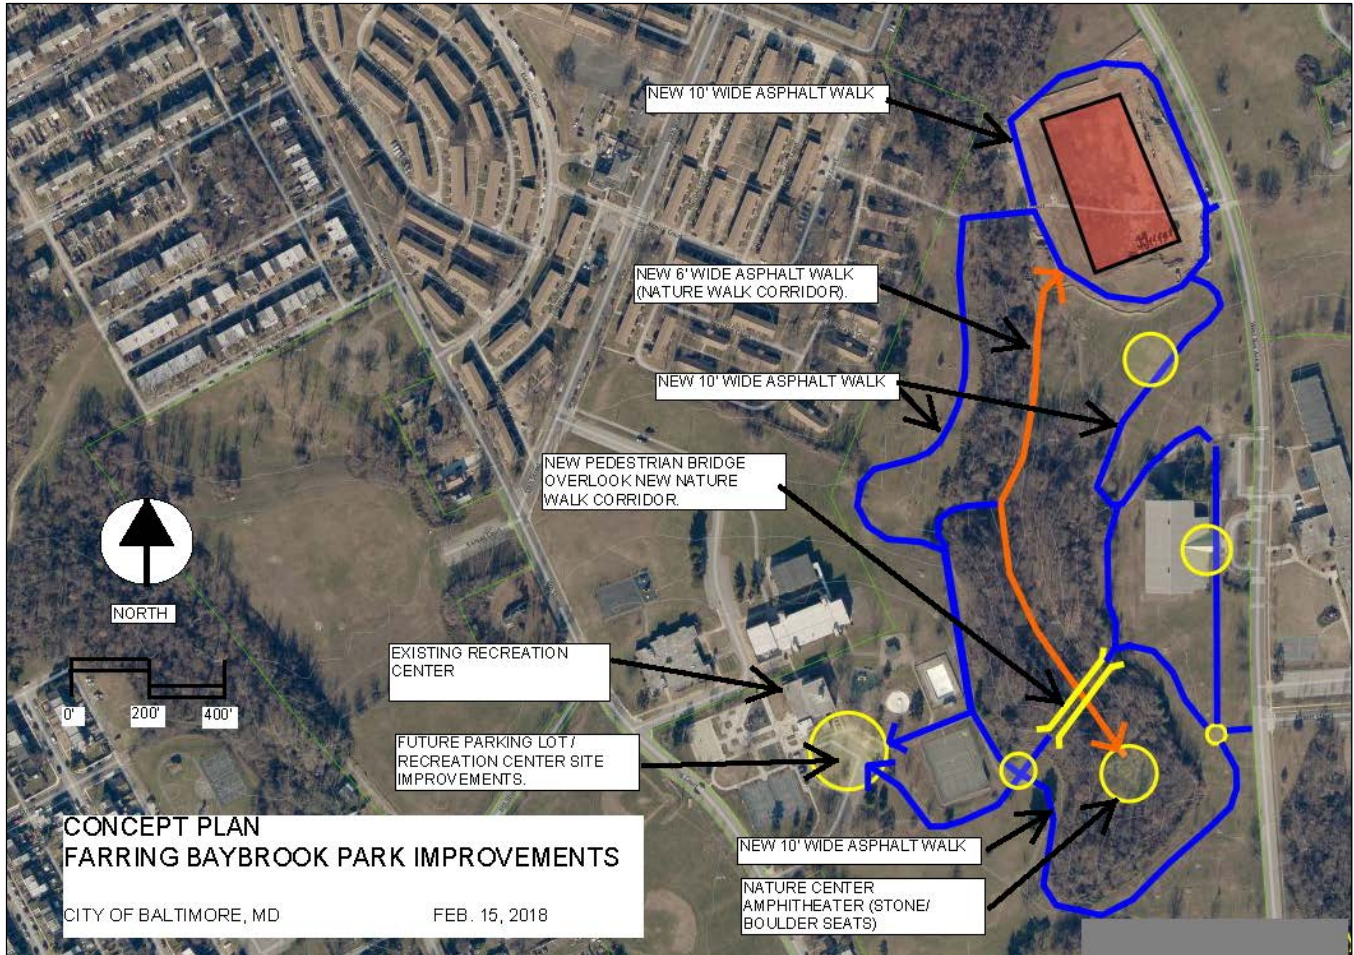 NEW 10' WIDE ASPHALT WALK
NEW 6' WIDE ASPHALT WALK
(NATURE WALK CORRIDOR).
NEW 10' WIDE ASPHALT WALK
NEW PEDESTRIAN BRIDGE
OVERLOOK NEW NATURE
WALK CORRIDOR.
NORTH
0'
200'
400'
EXISTING RECREATION
CENTER
FUTURE PARKING LOT /
RECREATION CENTER SITE
IMPROVEMENTS.
NEW 10' WIDE ASPHALT WALK
NATURE CENTER
AMPHITHEATER (STONE/
BOULDER SEATS)
CONCEPT PLAN
FARRING BAYBROOK PARK IMPROVEMENTS
CITY OF BALTIMORE, MD
FEB. 15, 2018